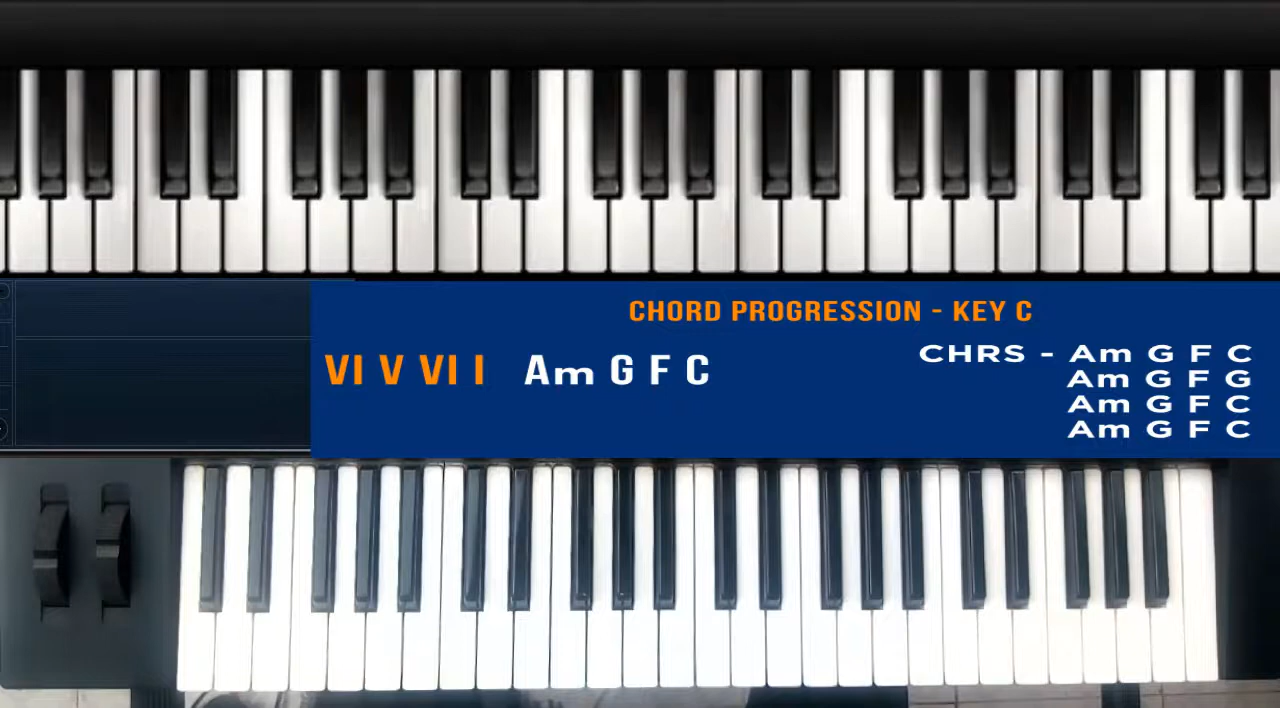 CHORD PROGRESSION - KEY C
VI V VI I Am G F C
CHRS - Am G F C
Am G F G
Am G F C
Am G F C